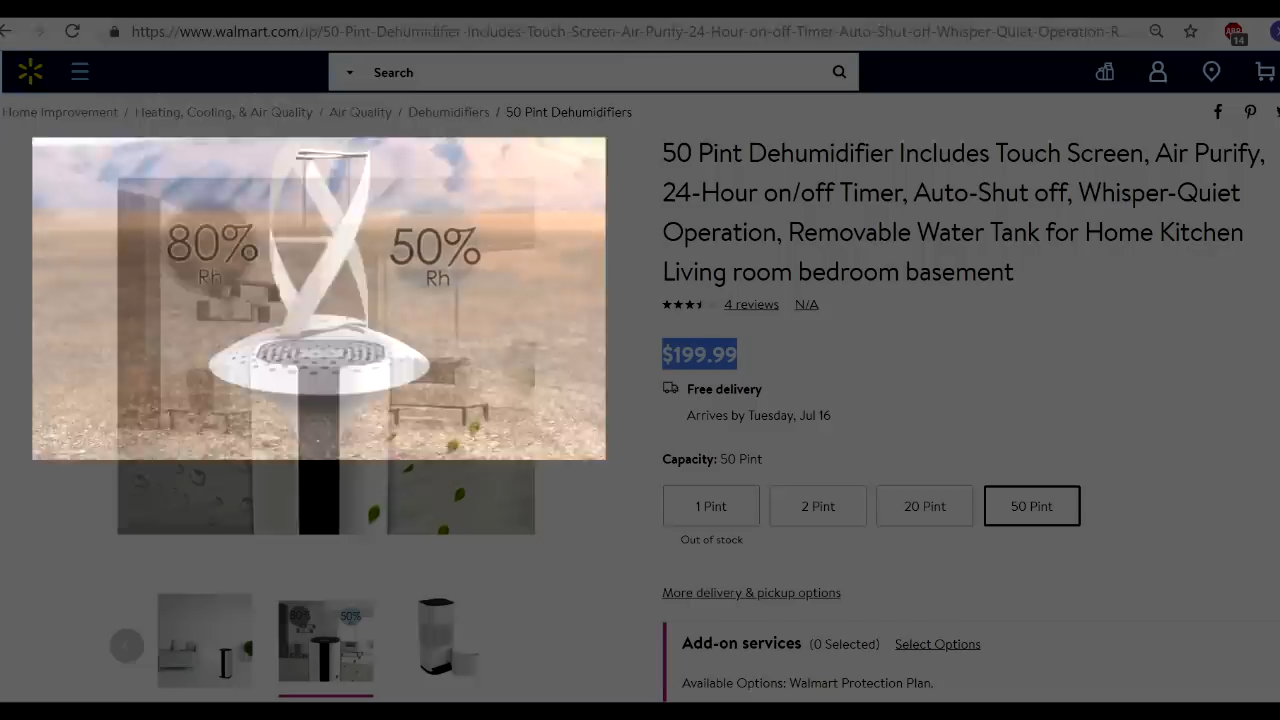 https://www.walmart.com/ip/50-Pint-Dehumidifier-Includes-Touch-Screen-Air-Purify-24-Hour-on-off-Timer-Auto-Shut-off-Whisper-Quiet-Operation-R...
14
Search
Home Improvement / Heating, Cooling, & Air Quality / Air Quality / Dehumidifiers / 50 Pint Dehumidifiers
50 Pint Dehumidifier Includes Touch Screen, Air Purify,
24-Hour on/off Timer, Auto-Shut off, Whisper-Quiet
Operation, Removable Water Tank for Home Kitchen
Living room bedroom basement
4 reviews N/A
80% 50%
Rh Rh
$199.99
Free delivery
Arrives by Tuesday, Jul 16
Capacity: 50 Pint
1 Pint 2 Pint 20 Pint 50 Pint
Out of stock
More delivery & pickup options
80% 50%
Add-on services (0 Selected) Select Options
Available Options: Walmart Protection Plan.